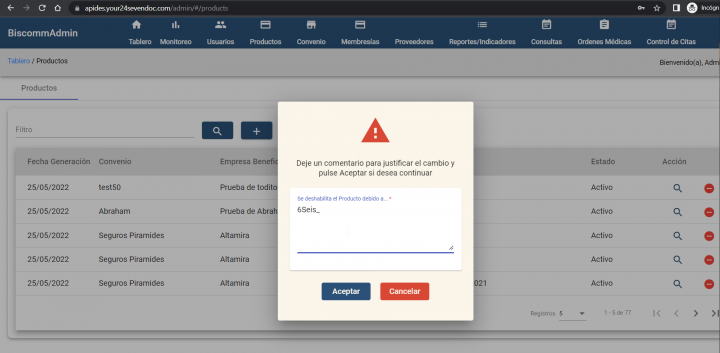 apides.your24sevendoc.com/admin/#/products
Incógn
BiscommAdmin
Tablero Monitoreo Usuarios Productos Convenio Membresías Proveedores Reportes/Indicadores Consultas Ordenes Médicas Control de Citas
Tablero / Productos
Bienvenido(a), Admi
Productos
Filtro
Fecha Generación Convenio Empresa Benefic Estado Acción
25/05/2022 test50 Prueba de todito Activo
25/05/2022 Abraham Prueba de Abrah Activo
25/05/2022 Seguros Piramides Altamira Activo
25/05/2022 Seguros Piramides Altamira Activo
25/05/2022 Seguros Piramides Altamira 021 Activo
Registros 5 1 - 5 de 77
Deje un comentario para justificar el cambio y
pulse Aceptar si desea continuar
Se deshabilita el Producto debido a... *
6Seis_
Aceptar Cancelar